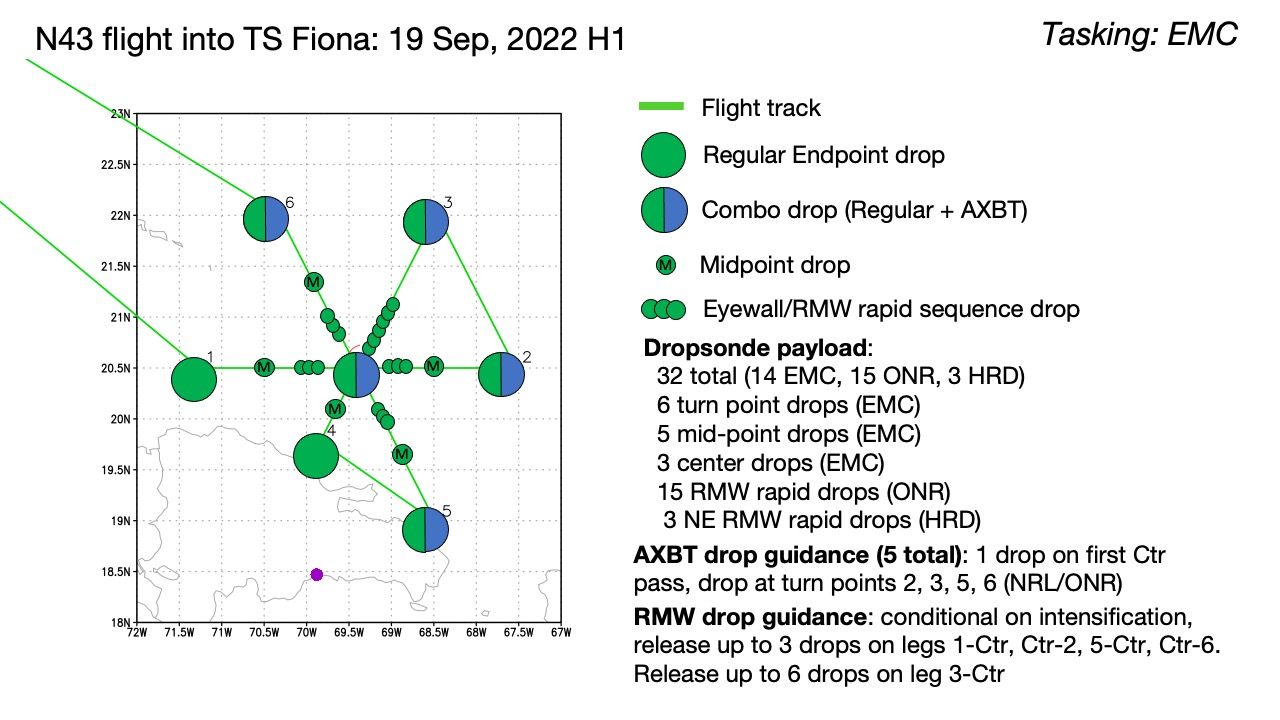 N43 flight into TS Fiona: 19 Sep, 2022 H1
Tasking: EMC
Flight track
Regular Endpoint drop
Combo drop (Regular + AXBT)
M Midpoint drop
Eyewall/RMW rapid sequence drop
Dropsonde payload:
32 total (14 EMC, 15 ONR, 3 HRD)
6 turn point drops (EMC)
5 mid-point drops (EMC)
3 center drops (EMC)
15 RMW rapid drops (ONR)
3 NE RMW rapid drops (HRD)
AXBT drop guidance (5 total): 1 drop on first Ctr
pass, drop at turn points 2, 3, 5, 6 (NRL/ONR)
RMW drop guidance: conditional on intensification,
release up to 3 drops on legs 1-Ctr, Ctr-2, 5-Ctr, Ctr-6.
Release up to 6 drops on leg 3-Ctr
23N
22.5N
22N
21.5N
21N
20.5N
20N
19.5N
19N
18.5N
18N
72W 71.5W 71W 70.5W 70W 69.5W 69W 68.5W 68W 67.5W 67W
6
3
M
1
M
M
2
M
4
M
5